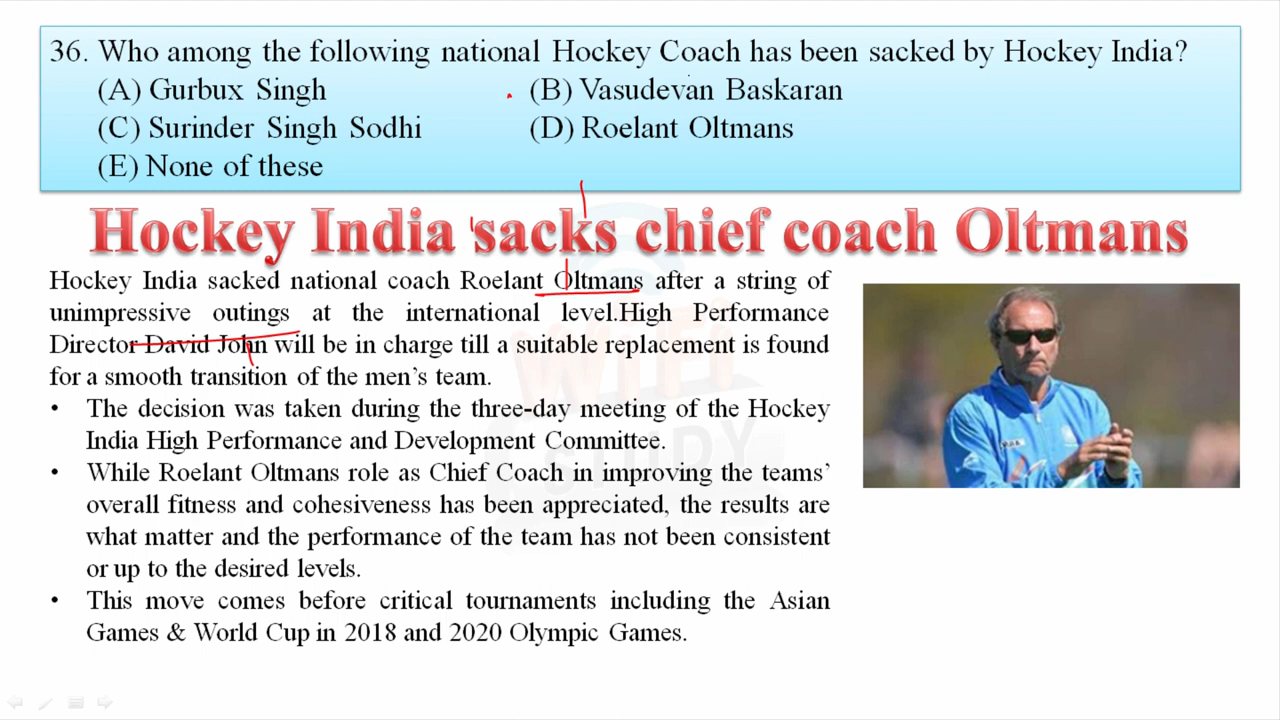 36. Who among the following national Hockey Coach has been sacked by Hockey India?
(A) Gurbux Singh (B) Vasudevan Baskaran
(C) Surinder Singh Sodhi (D) Roelant Oltmans
(E) None of these
Hockey India sacks chief coach Oltmans
Hockey India sacked national coach Roelant Oltmans after a string of
unimpressive outings at the international level.High Performance
Director David John will be in charge till a suitable replacement is found
for a smooth transition of the men's team.
• The decision was taken during the three-day meeting of the Hockey
India High Performance and Development Committee.
• While Roelant Oltmans role as Chief Coach in improving the teams'
overall fitness and cohesiveness has been appreciated, the results are
what matter and the performance of the team has not been consistent
or up to the desired levels.
• This move comes before critical tournaments including the Asian
Games & World Cup in 2018 and 2020 Olympic Games.
WiFi
STUDY